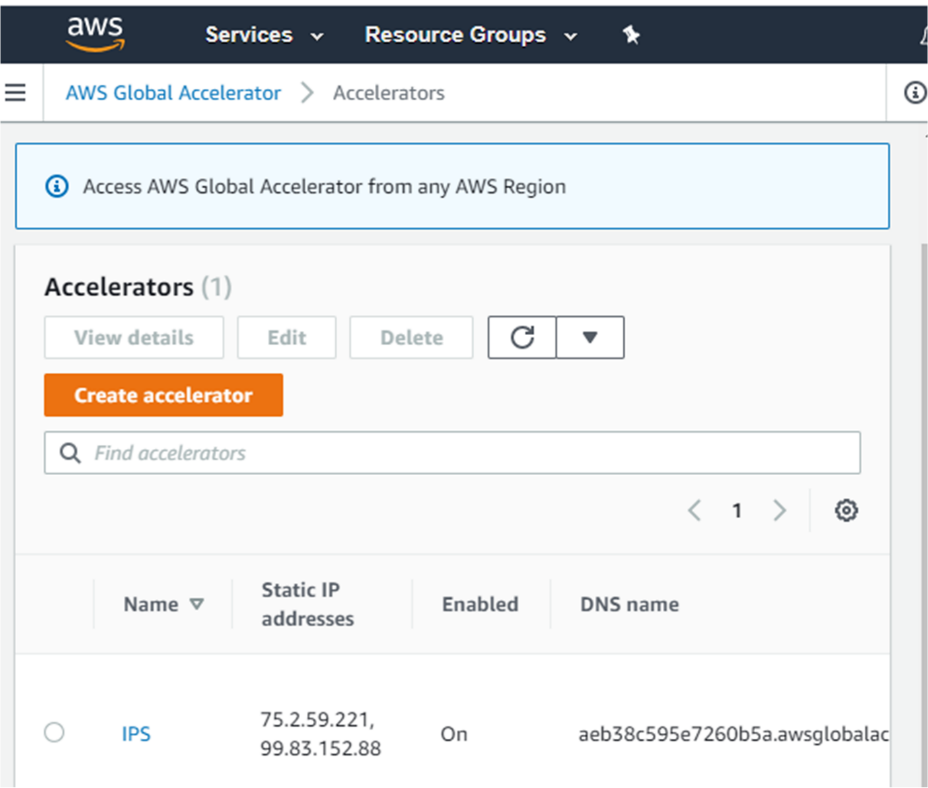 aws Services Resource Groups
AWS Global Accelerator Accelerators
Access AWS Global Accelerator from any AWS Region
Accelerators (1)
View details Edit Delete
Create accelerator
Find accelerators
1
Name Static IP addresses Enabled DNS name
IPS 75.2.59.221, 99.83.152.88 On aeb38c595e7260b5a.awsglobalac